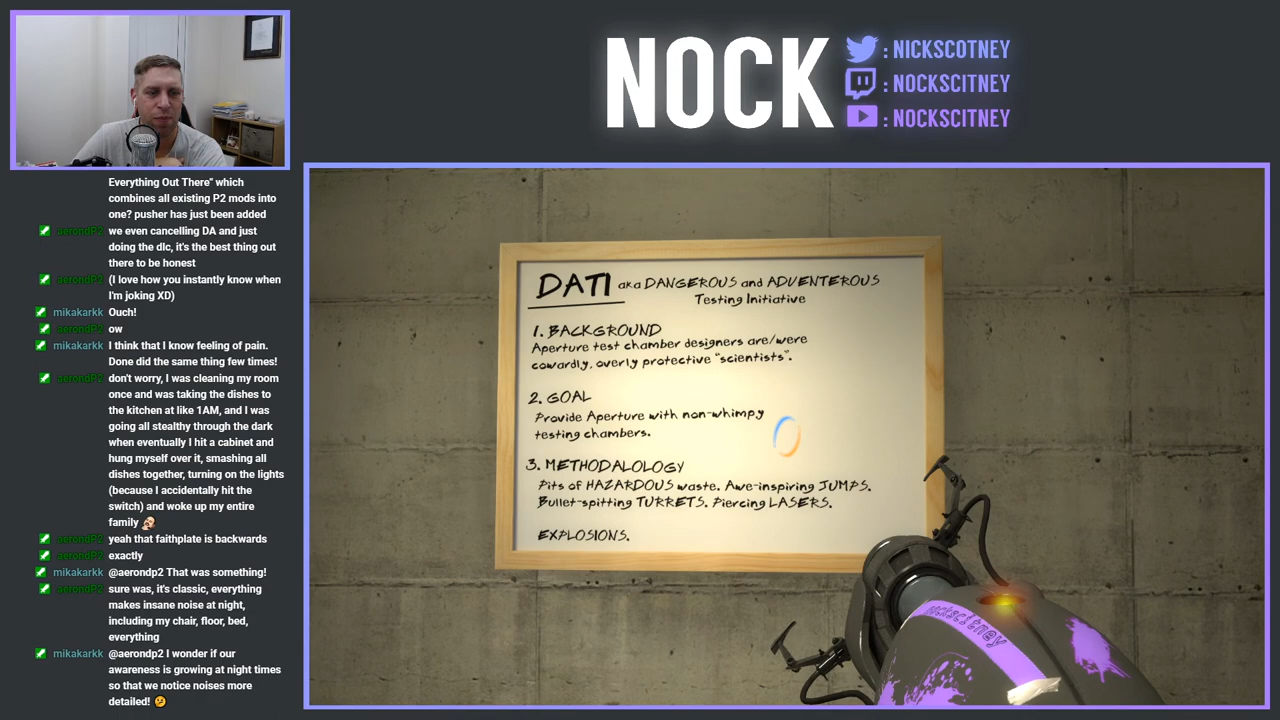 NOCK
: NICKSCOTNEY
: NOCKSCITNEY
: NOCKSCITNEY
Everything Out There" which
combines all existing P2 mods into
one? pusher has just been added
aerondP2 we even cancelling DA and just
doing the dlc, it's the best thing out
there to be honest
aerondP2 (I love how you instantly know when
I'm joking XD)
mikakarkk Ouch!
aerondP2 ow
mikakarkk I think that I know feeling of pain.
Done did the same thing few times!
aerondP2 don't worry, I was cleaning my room
once and was taking the dishes to
the kitchen at like 1AM, and I was
going all stealthy through the dark
when eventually I hit a cabinet and
hung myself over it, smashing all
dishes together, turning on the lights
(because I accidentally hit the
switch) and woke up my entire
family
aerondP2 yeah that faithplate is backwards
aerondP2 exactly
mikakarkk @aerondp2 That was something!
aerondP2 sure was, it's classic, everything
makes insane noise at night,
including my chair, floor, bed,
everything
mikakarkk @aerondp2 I wonder if our
awareness is growing at night times
so that we notice noises more
detailed!
DATI aka DANGEROUS and ADVENTEROUS
Testing Initiative
1. BACKGROUND
Aperture test chamber designers are/were
cowardly, overly protective "scientists".
2. GOAL
Provide Aperture with non-whimpy
testing chambers.
3. METHODALOLOGY
Pits of HAZARDOUS waste. Awe-inspiring JUMPS.
Bullet-spitting TURRETS. Piercing LASERS.
EXPLOSIONS.
nockscitney